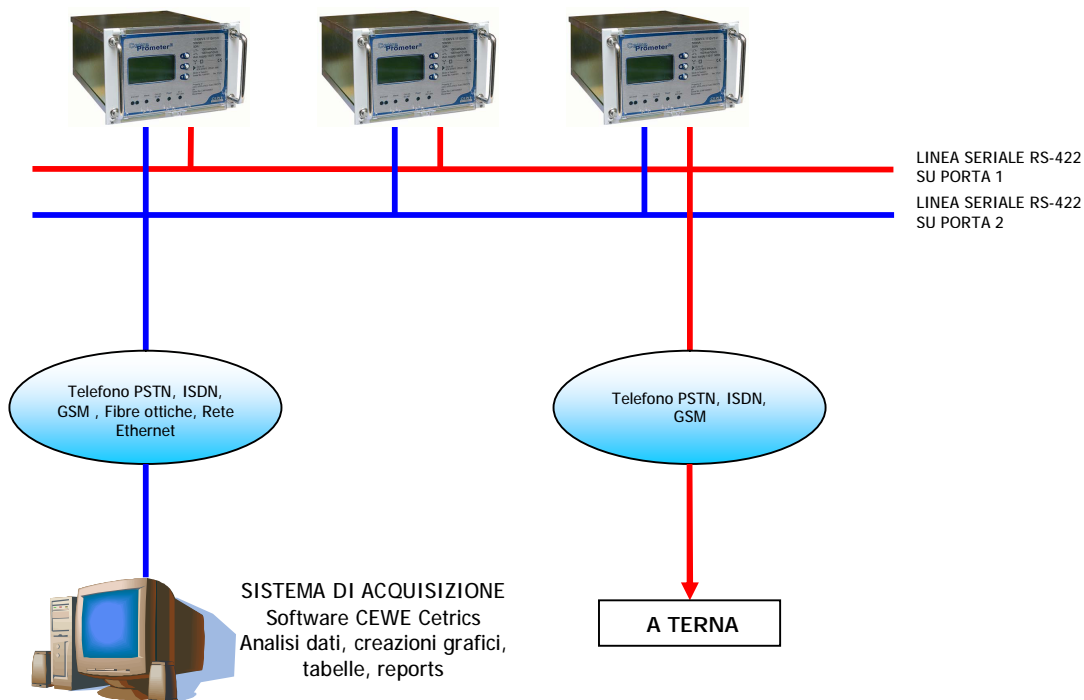 Prometer®
Prometer®
Prometer®
LINEA SERIALE RS-422
SU PORTA 1
LINEA SERIALE RS-422
SU PORTA 2
Telefono PSTN, ISDN,
GSM , Fibre ottiche, Rete
Ethernet
Telefono PSTN, ISDN,
GSM
SISTEMA DI ACQUISIZIONE
Software CEWE Cetrics
Analisi dati, creazioni grafici,
tabelle, reports
A TERNA